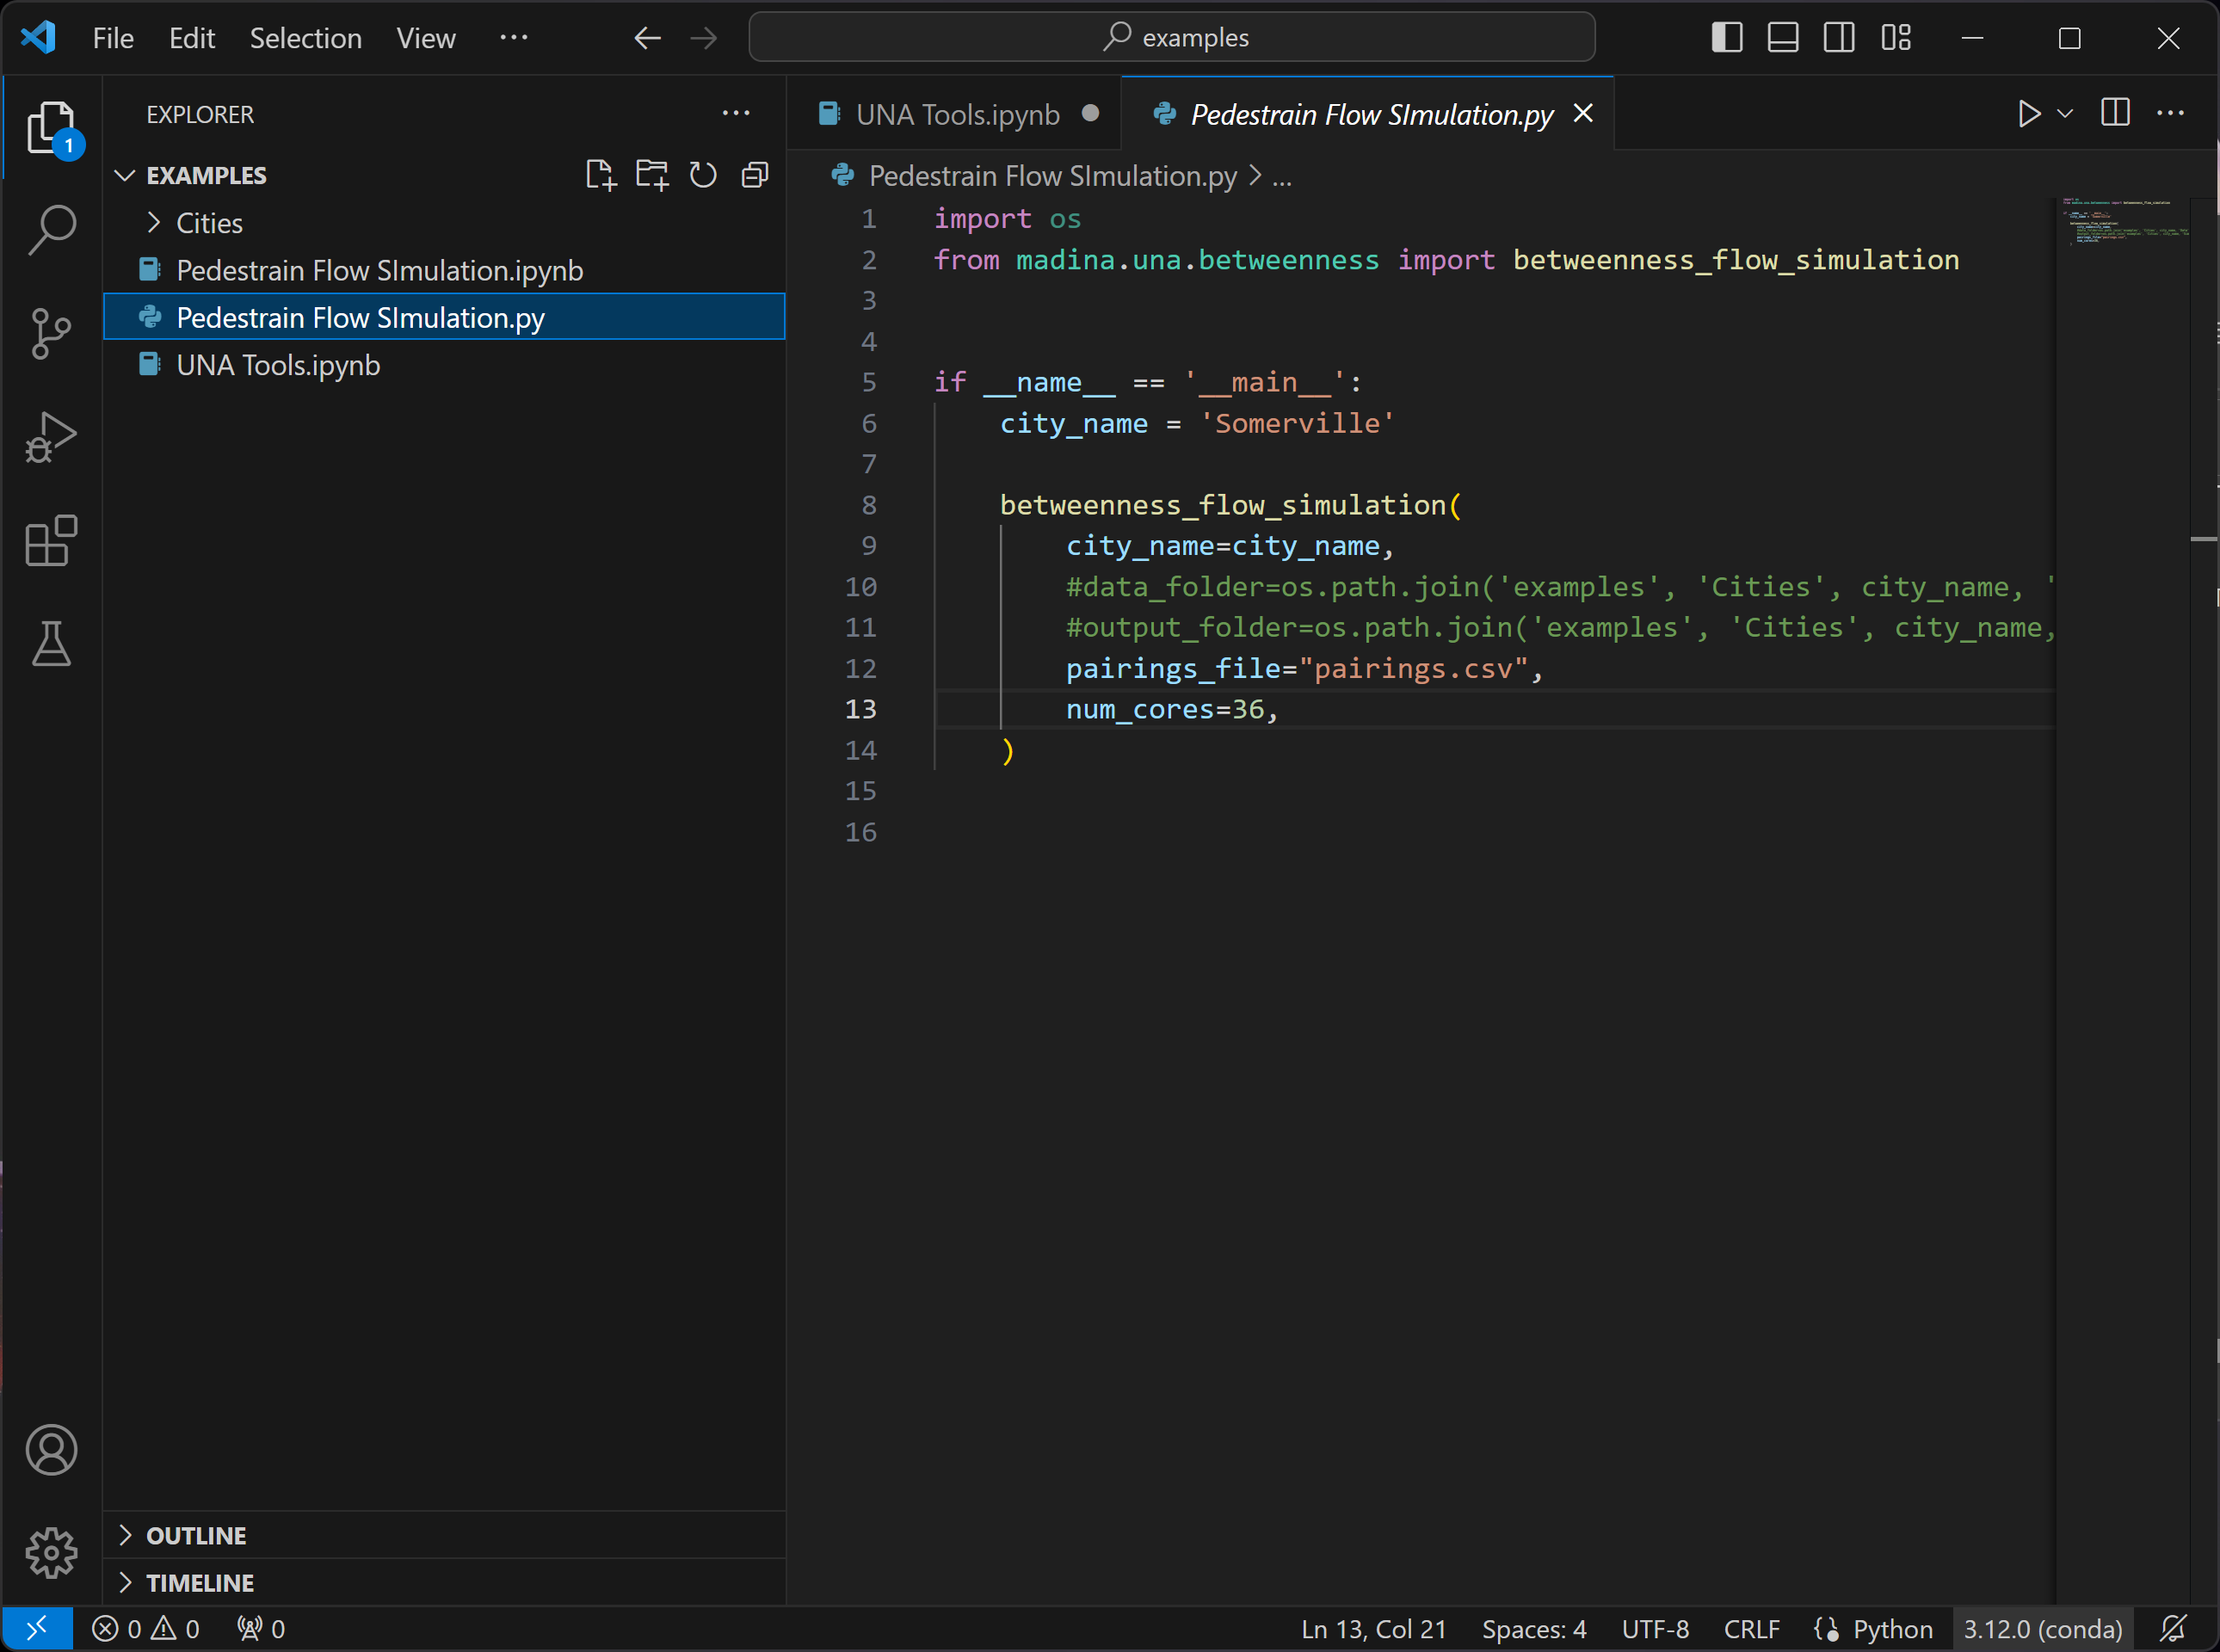 File Edit Selection View ··· examples
EXPLORER ···
1
EXAMPLES
Cities
Pedestrain Flow SImulation.ipynb
Pedestrain Flow SImulation.py
UNA Tools.ipynb
OUTLINE
TIMELINE
UNA Tools.ipynb
Pedestrain Flow SImulation.py
Pedestrain Flow SImulation.py > ...
1 import os
2 from madina.una.betweenness import betweenness_flow_simulation
3
4
5 if __name__ == '__main__':
6 city_name = 'Somerville'
7
8 betweenness_flow_simulation(
9 city_name=city_name,
10 #data_folder=os.path.join('examples', 'Cities', city_name, '
11 #output_folder=os.path.join('examples', 'Cities', city_name,
12 pairings_file="pairings.csv",
13 num_cores=36,
14 )
15
16
0 0 0 Ln 13, Col 21 Spaces: 4 UTF-8 CRLF Python 3.12.0 (conda)